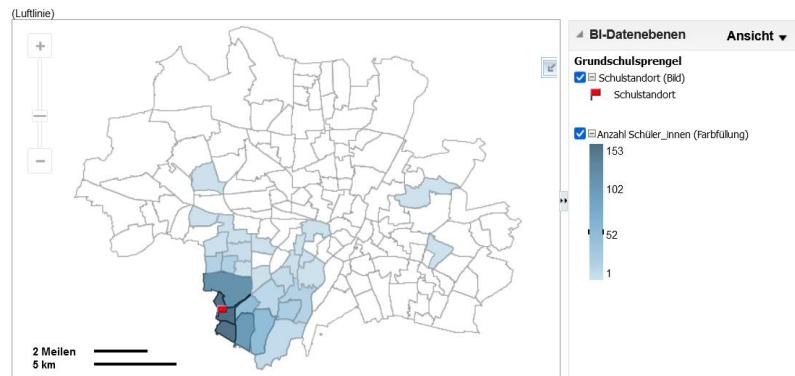 (Luftlinie)
2 Meilen
5 km
BI-Datenebenen
Ansicht
Grundschulsprengel
Schulstandort (Bild)
Schulstandort
Anzahl Schüler_innen (Farbfüllung)
153
102
52
1